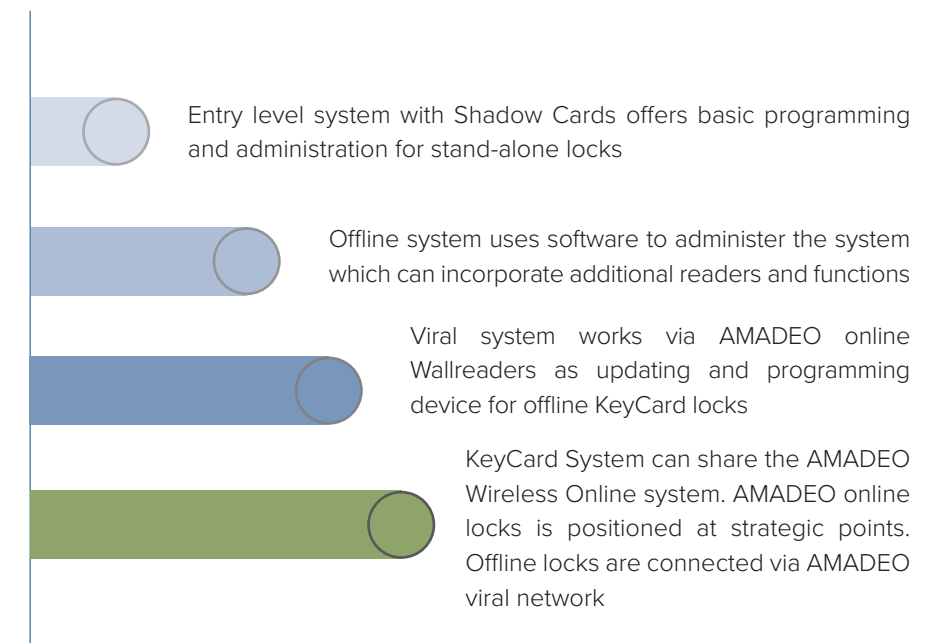 Entry level system with Shadow Cards offers basic programming
and administration for stand-alone locks
Offline system uses software to administer the system
which can incorporate additional readers and functions
Viral system works via AMADEO online
Wallreaders as updating and programming
device for offline KeyCard locks
KeyCard System can share the AMADEO
Wireless Online system. AMADEO online
locks is positioned at strategic points.
Offline locks are connected via AMADEO
viral network